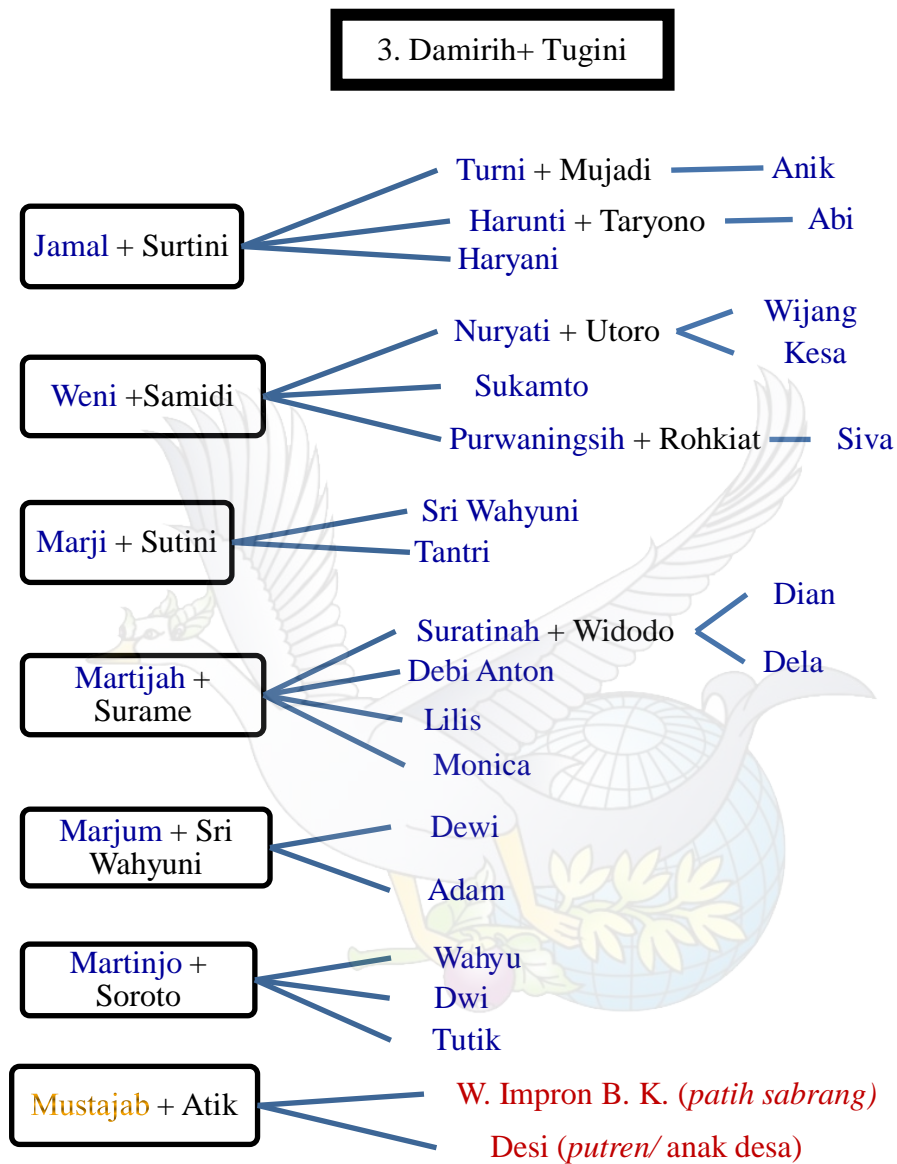 3. Damirih+ Tugini
Turni + Mujadi
Anik
Jamal + Surtini
Harunti + Taryono
Abi
Haryani
Nuryati + Utoro
Wijang
Kesa
Weni +Samidi
Sukamto
Purwaningsih + Rohkiat
Siva
Marji + Sutini
Sri Wahyuni
Tantri
Martijah +
Surame
Suratinah + Widodo
Dian
Dela
Debi Anton
Lilis
Monica
Marjum + Sri
Wahyuni
Dewi
Adam
Martinjo +
Soroto
Wahyu
Dwi
Tutik
Mustajab + Atik
W. Impron B. K. (patih sabrang)
Desi (putren/ anak desa)